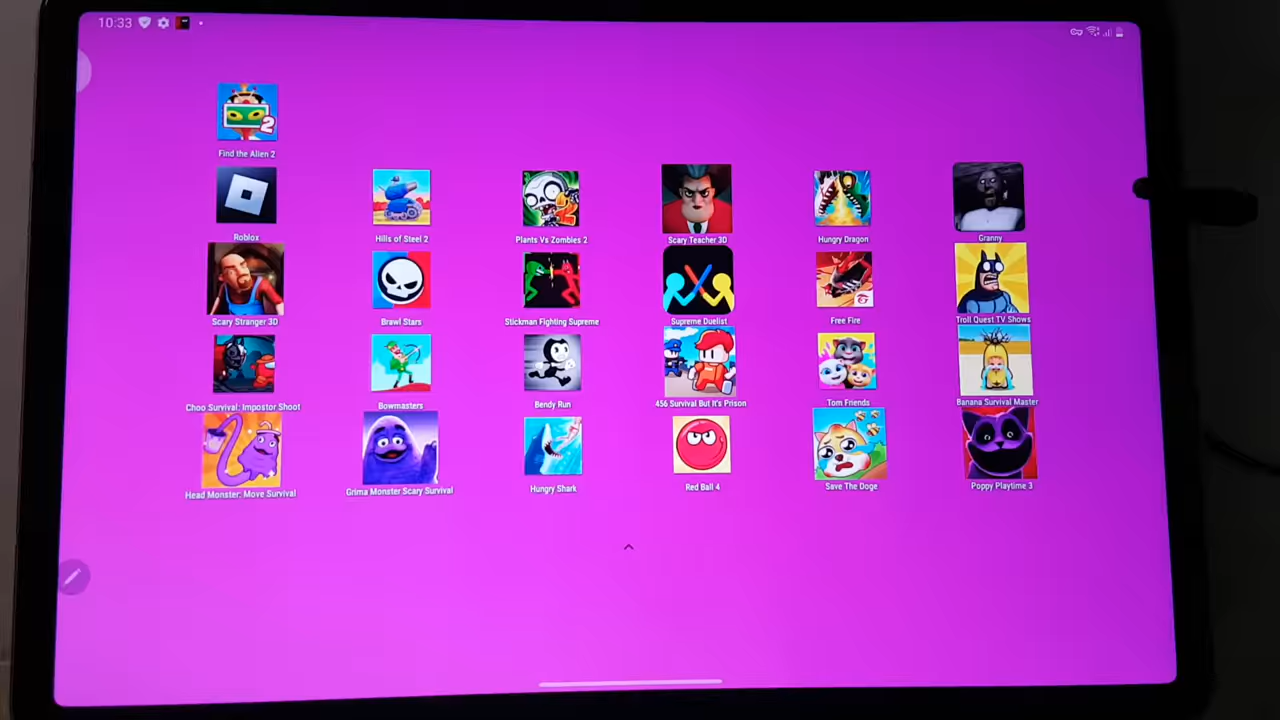 10:33
2
Find the Alien 2
Roblox
Hills of Steel 2
Plants Vs Zombies 2
Scary Teacher 3D
Hungry Dragon
Granny
Scary Stranger 3D
Brawl Stars
Stickman Fighting Supreme
Supreme Duelist
Free Fire
Troll Quest TV Shows
Choo Survival: Impostor Shoot
Bowmasters
Bendy Run
456 Survival But It's Prison
Tom Friends
Banana Survival Master
Head Monster: Move Survival
Grima Monster Scary Survival
Hungry Shark
Red Ball 4
Save The Doge
Poppy Playtime 3